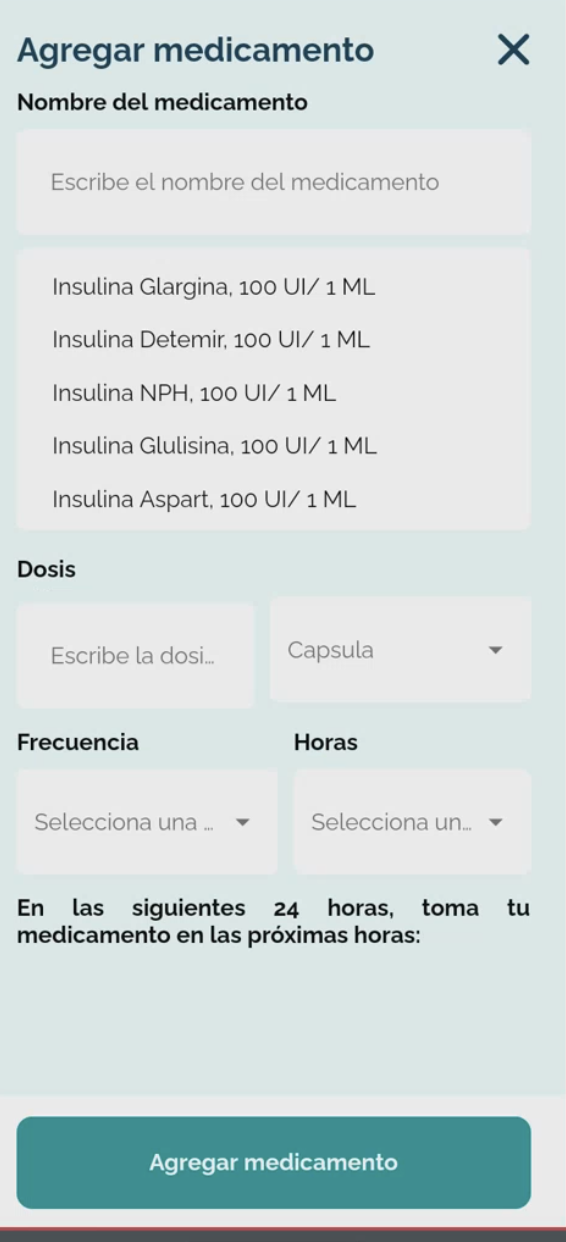 Agregar medicamento
Nombre del medicamento
Escribe el nombre del medicamento
Insulina Glargina, 100 UI/ 1 ML
Insulina Detemir, 100 UI/ 1 ML
Insulina NPH, 100 UI/ 1 ML
Insulina Glulisina, 100 UI/ 1 ML
Insulina Aspart, 100 UI/ 1 ML
Dosis
Escribe la dosi…
Capsula
Frecuencia
Horas
Selecciona una …
Selecciona un…
En las siguientes 24 horas, toma tu
medicamento en las próximas horas:
Agregar medicamento